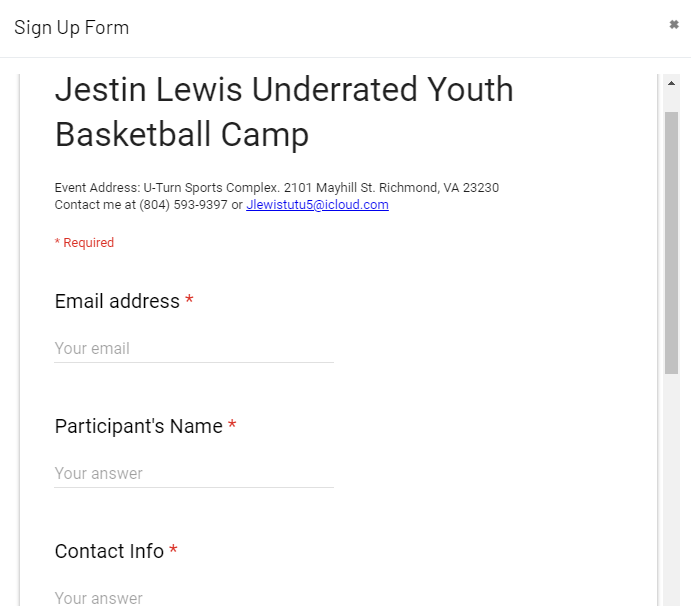 Sign Up Form
Jestin Lewis Underrated Youth
Basketball Camp
Event Address: U-Turn Sports Complex. 2101 Mayhill St. Richmond, VA 23230
Contact me at (804) 593-9397 or Jlewistutu5@icloud.com
* Required
Email address *
Your email
Participant's Name *
Your answer
Contact Info *
Your answer